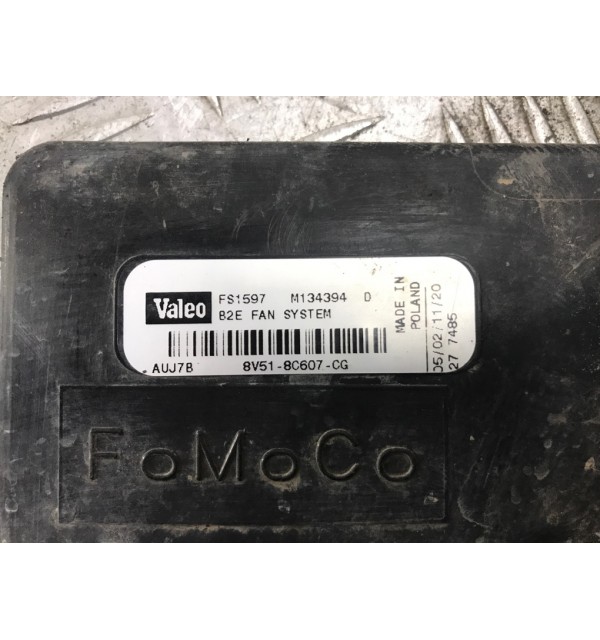 Valeo
FS1597 M134394 D
B2E FAN SYSTEM
.AUJ7B 8V51-8C607-CG
MADE IN
POLAND
05/02/11/20
27 7485
FoMoCo